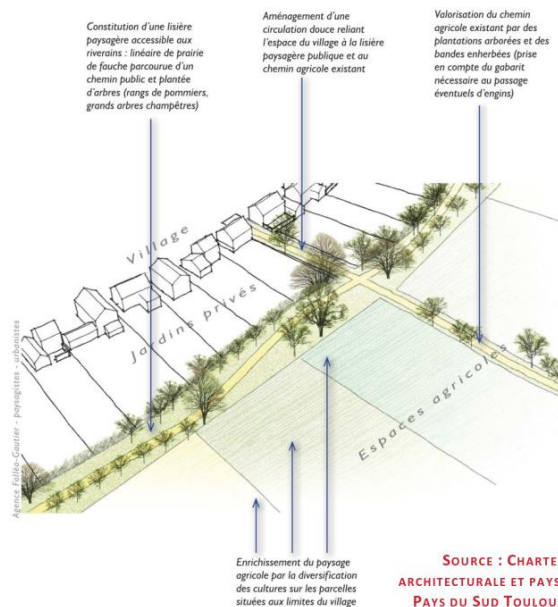 Constitution d'une lisière
paysagère accessible aux
riverains : linéaire de prairie
de fauche parcourue d'un
chemin public et plantée
d'arbres (rangs de pommiers,
grands arbres champêtres)
Aménagement d'une
circulation douce reliant
l'espace du village à la lisière
paysagère publique et au
chemin agricole existant
Valorisation du chemin
agricole existant par des
plantations arborées et des
bandes enherbées (prise
en compte du gabarit
nécessaire au passage
éventuels d'engins)
Village
Jardins privés
Espaces agricoles
Agence Folléa-Gautier - paysagistes - urbanistes
Enrichissement du paysage
agricole par la diversification
des cultures sur les parcelles
situées aux limites du village
SOURCE : CHARTE
ARCHITECTURALE ET PAYS
PAYS DU SUD TOULOU